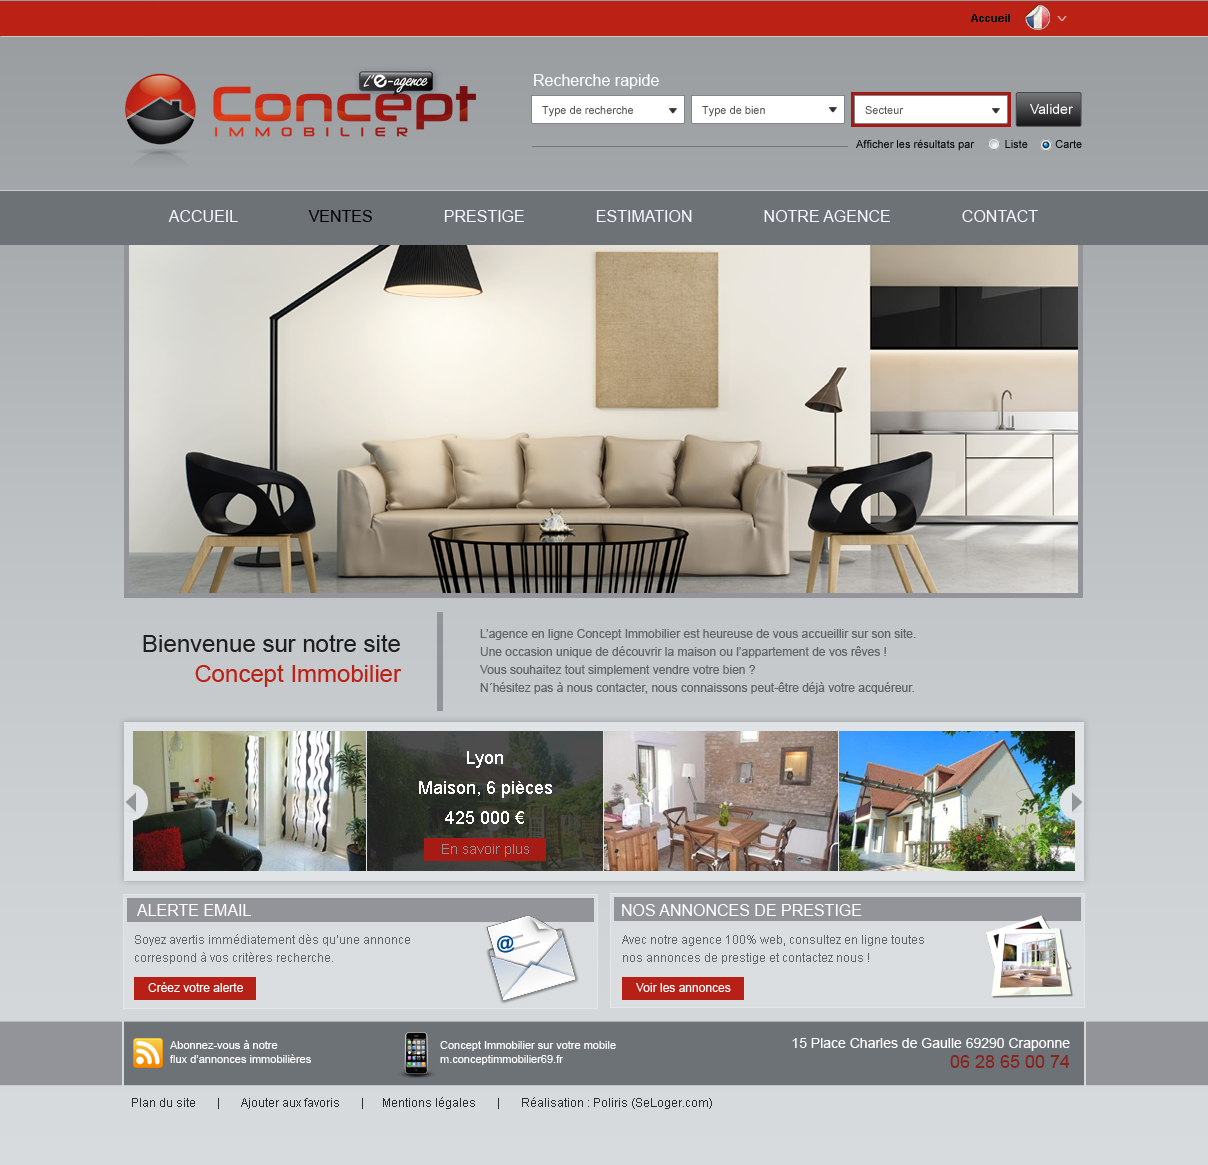 Accueil
L'e-agence
Concept
IMMOBILIER
Recherche rapide
Type de recherche
Type de bien
Secteur
Valider
Afficher les résultats par
Liste
Carte
ACCUEIL
VENTES
PRESTIGE
ESTIMATION
NOTRE AGENCE
CONTACT
Bienvenue sur notre site
Concept Immobilier
L'agence en ligne Concept Immobilier est heureuse de vous accueillir sur son site.
Une occasion unique de découvrir la maison ou l'appartement de vos rêves !
Vous souhaitez tout simplement vendre votre bien ?
N'hésitez pas à nous contacter, nous connaissons peut-être déjà votre acquéreur.
Lyon
Maison, 6 pièces
425 000 €
En savoir plus
ALERTE EMAIL
Soyez avertis immédiatement dès qu'une annonce
correspond à vos critères recherche.
Créez votre alerte
@
NOS ANNONCES DE PRESTIGE
Avec notre agence 100% web, consultez en ligne toutes
nos annonces de prestige et contactez nous !
Voir les annonces
Abonnez-vous à notre
flux d'annonces immobilières
Concept Immobilier sur votre mobile
m.conceptimmobilier69.fr
15 Place Charles de Gaulle 69290 Craponne
06 28 65 00 74
Plan du site | Ajouter aux favoris | Mentions légales | Réalisation : Poliris (SeLoger.com)